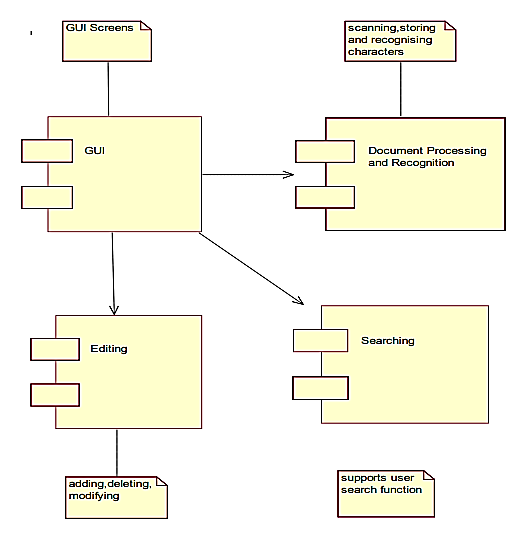 GUI Screens
scanning,storing
and recognising
characters
GUI
Document Processing
and Recognition
Editing
Searching
adding,deleting,
modifying
supports user
search function